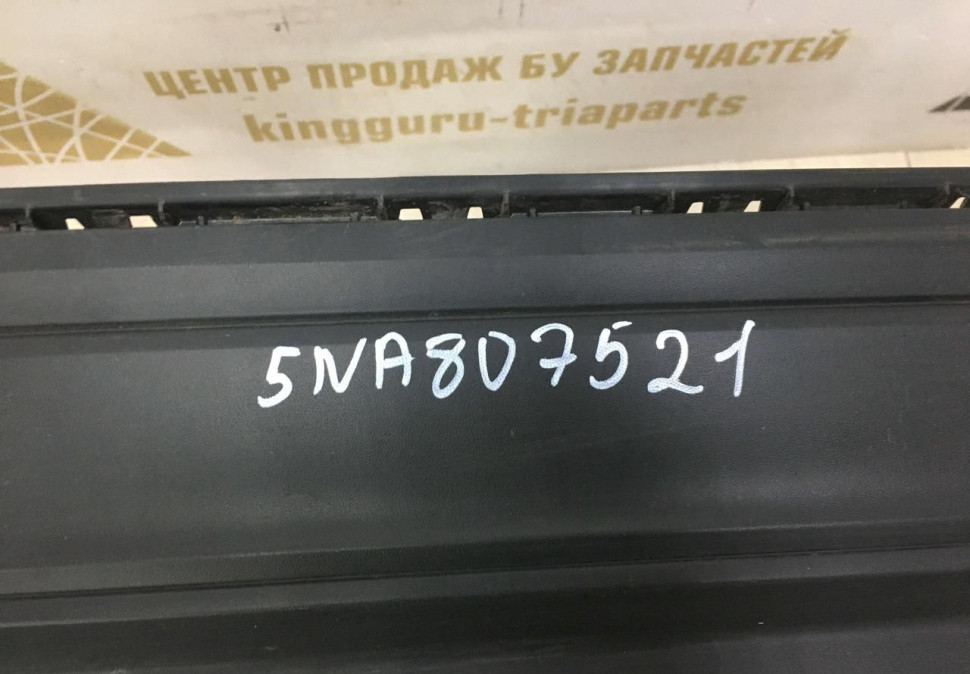 ЦЕНТР ПРОДАЖ БУ ЗАПЧАСТЕЙ
kingguru-triaparts
5NA807521